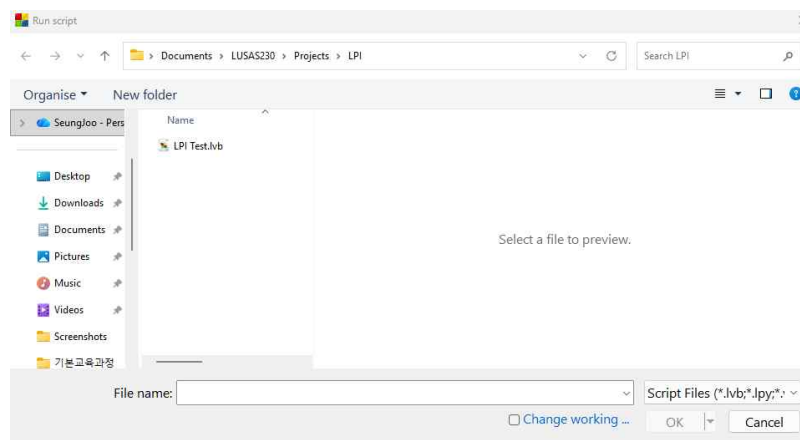 Run script
Documents > LUSAS230 > Projects > LPI
Search LPI
Organise New folder
SeungJoo - Pers
Name
LPI Test.lvb
Desktop
Downloads
Documents
Pictures
Music
Videos
Screenshots
기본교육과정
Select a file to preview.
File name:
Script Files (*.lvb;*.lpy;*.
Change working ...
OK
Cancel